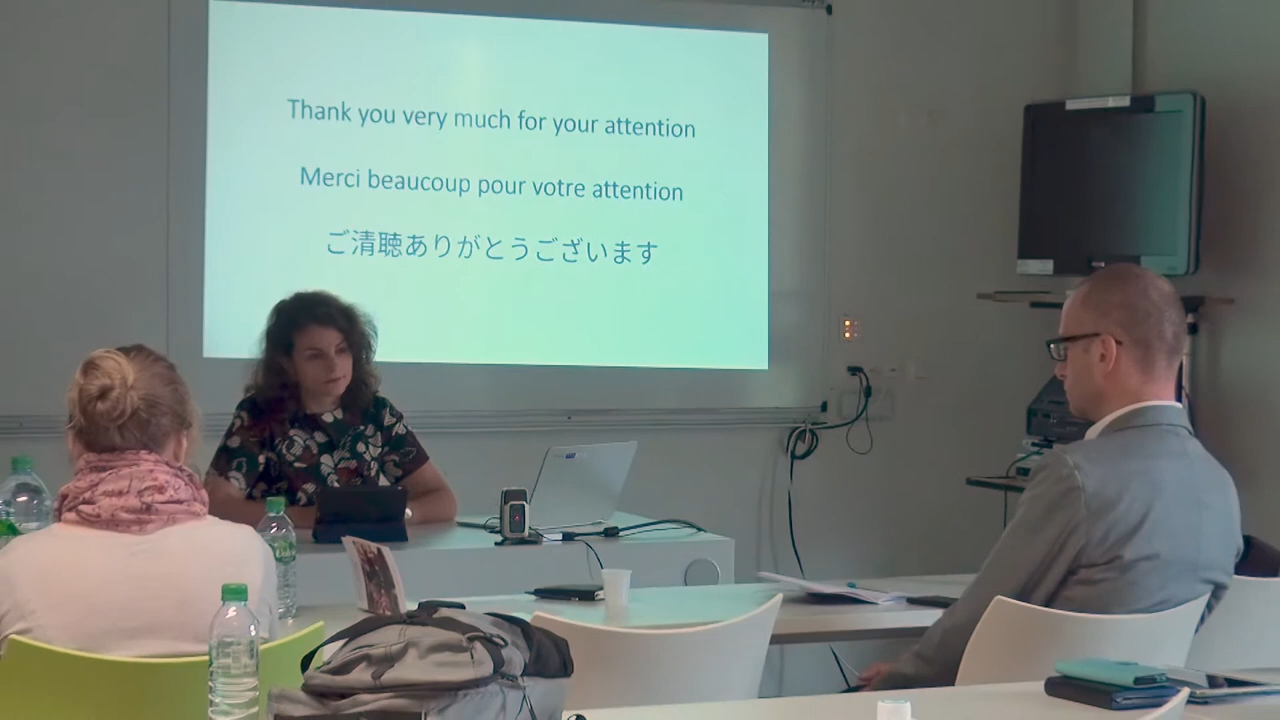 Thank you very much for your attention
Merci beaucoup pour votre attention
ご清聴ありがとうございます